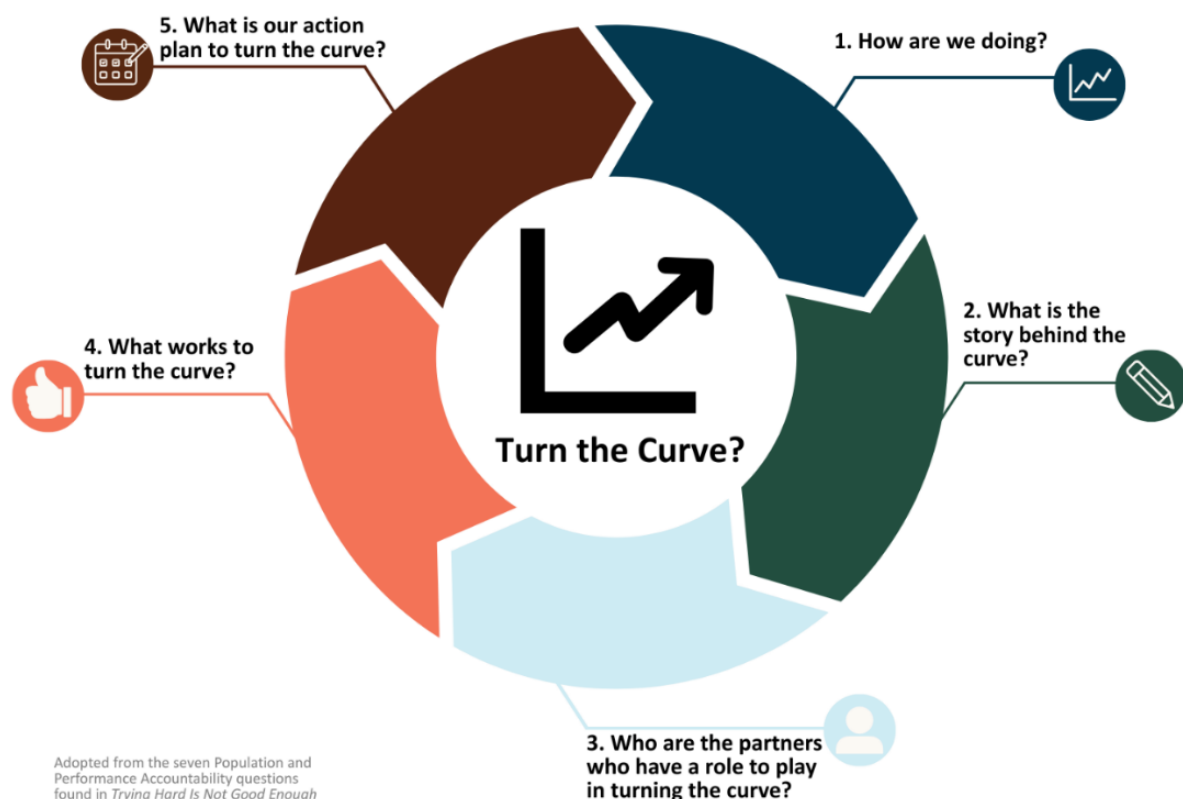 1. How are we doing?
2. What is the
story behind the
curve?
3. Who are the partners
who have a role to play
in turning the curve?
4. What works to
turn the curve?
5. What is our action
plan to turn the curve?
Turn the Curve?
Adopted from the seven Population and
Performance Accountability questions
found in Trying Hard Is Not Good Enough